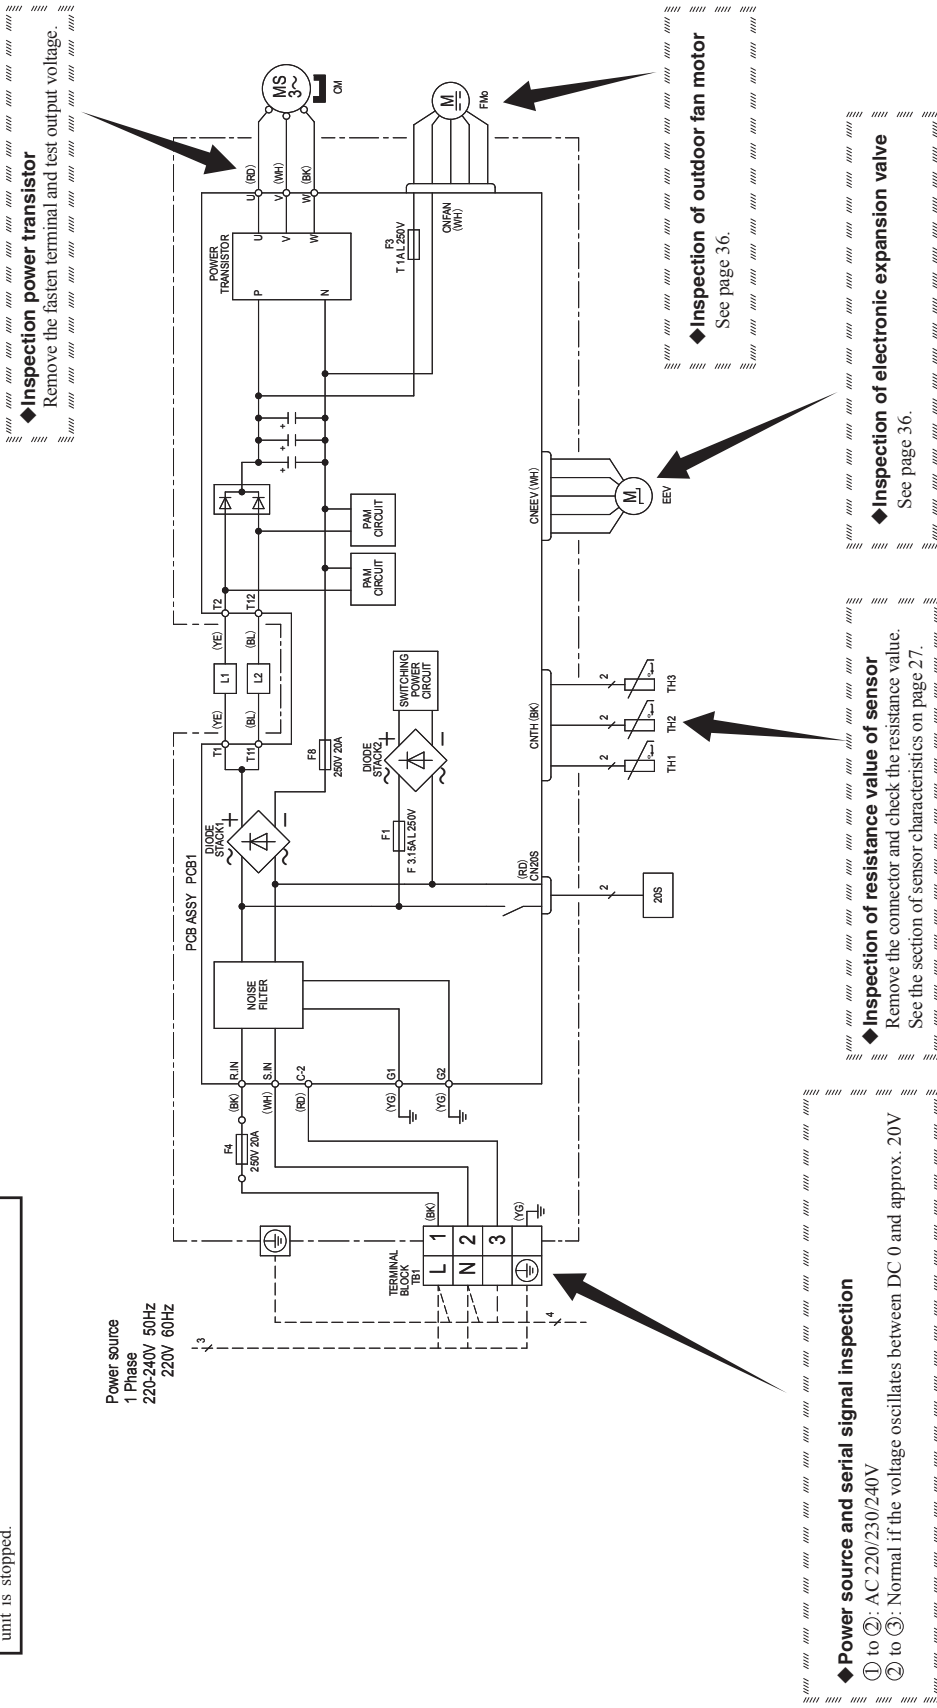 unit is stopped.
Power source
1 Phase
220-240V 50Hz
220V 60Hz
3
4
TERMINAL
BLOCK
TB1
L
1
N
2
3
(BK)
(YG)
F4
250V 20A
(BK)
(WH)
(RD)
(YG)
(YG)
R.IN
S.IN
C-2
G1
G2
PCB ASSY PCB1
NOISE
FILTER
DIODE
STACK1
+
−
T1
T11
(YE)
(BL)
L1
L2
(YE)
(BL)
T2
T12
F8
250V 20A
F1
F 3.15A L 250V
DIODE
STACK2
+
−
SWITCHING
POWER
CIRCUIT
PAM
CIRCUIT
PAM
CIRCUIT
+
+
+
POWER
TRANSISTOR
P
N
U
V
W
U
V
W
(RD)
(WH)
(BK)
MS
3~
CM
F3
T 1A L 250V
CNFAN
(WH)
M
FMo
(RD)
CN20S
2
20S
CNTH (BK)
2
2
2
TH1
TH2
TH3
CNEEV (WH)
M
EEV
◆Inspection power transistor
Remove the fasten terminal and test output voltage.
◆Inspection of outdoor fan motor
See page 36.
◆Inspection of electronic expansion valve
See page 36.
◆Inspection of resistance value of sensor
Remove the connector and check the resistance value.
See the section of sensor characteristics on page 27.
◆Power source and serial signal inspection
① to ②: AC 220/230/240V
② to ③: Normal if the voltage oscillates between DC 0 and approx. 20V